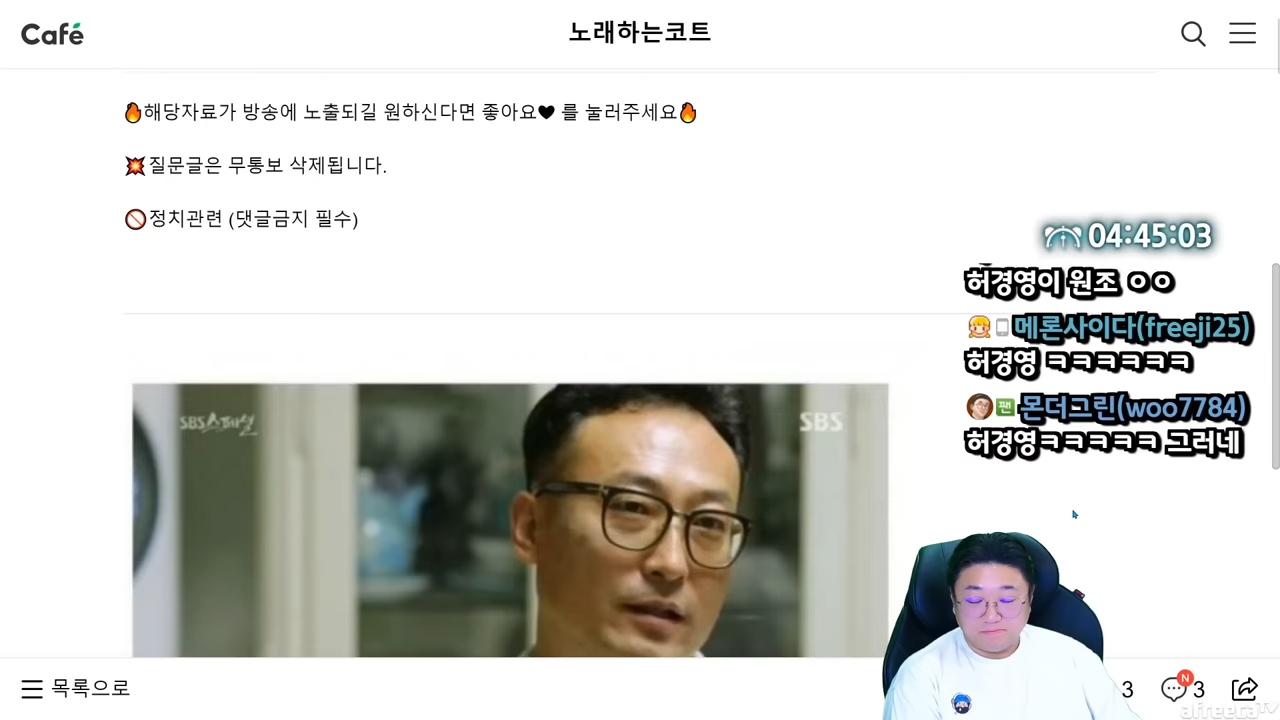 Café
노래하는코트
🔥해당자료가 방송에 노출되길 원하신다면 좋아요🖤 를 눌러주세요🔥
💥질문글은 무통보 삭제됩니다.
🚫정치관련 (댓글금지 필수)
04:45:03
허경영이 원조 ㅇㅇ
메론사이다(freeji25)
허경영 ㅋㅋㅋㅋㅋㅋ
팬 몬더그린(woo7784)
허경영ㅋㅋㅋㅋㅋ 그러네
SBS스페셜
SBS
목록으로
3
N
3
afreecaTV